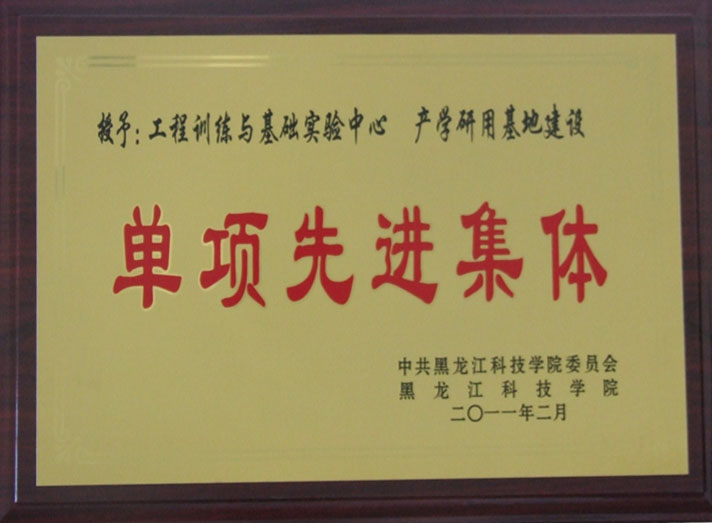 授予：工程训练与基础实验中心 产学研用基地建设
单项先进集体
中共黑龙江科技学院委员会
黑龙江科技学院
二〇一一年二月